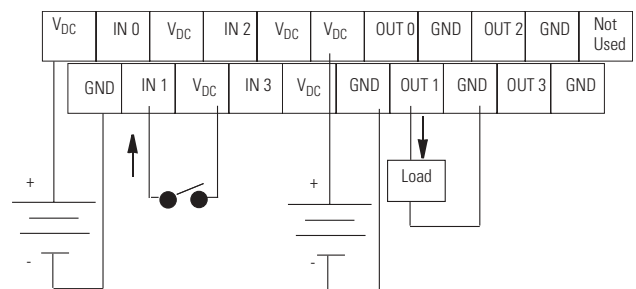 VDC IN 0 VDC IN 2 VDC VDC OUT 0 GND OUT 2 GND Not Used
GND IN 1 VDC IN 3 VDC GND OUT 1 GND OUT 3 GND
+ + Load
- -